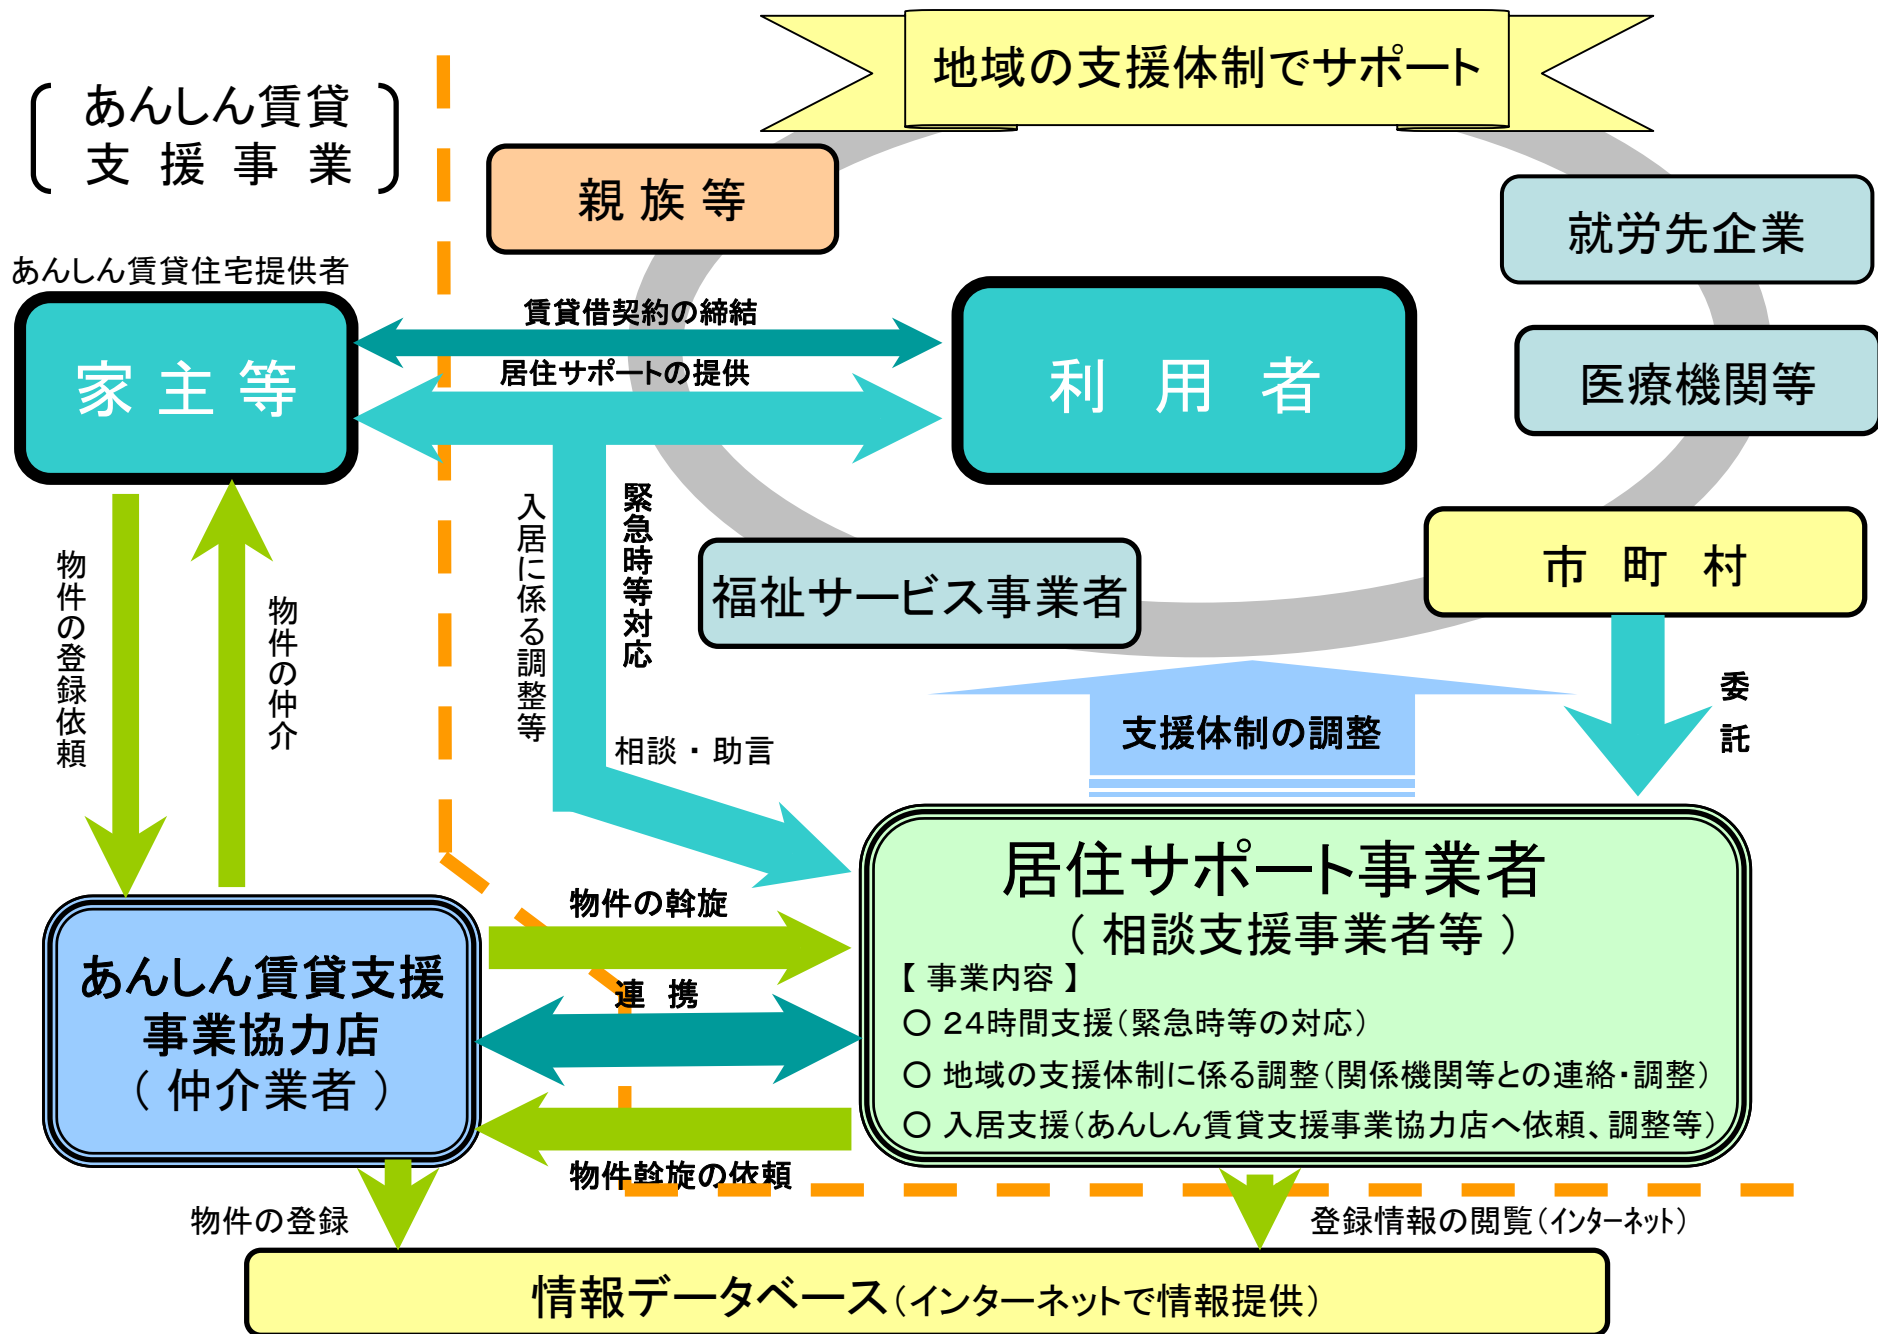 地域の支援体制でサポート
あんしん賃貸
支援事業
親族等
就労先企業
あんしん賃貸住宅提供者
家主等
賃貸借契約の締結
居住サポートの提供
利用者
医療機関等
物件の登録依頼
物件の仲介
入居に係る調整等
緊急時等対応
福祉サービス事業者
市町村
委託
支援体制の調整
相談・助言
居住サポート事業者
（相談支援事業者等）
【事業内容】
○ 24時間支援(緊急時等の対応)
○ 地域の支援体制に係る調整(関係機関等との連絡・調整)
○ 入居支援(あんしん賃貸支援事業協力店へ依頼、調整等)
あんしん賃貸支援
事業協力店
（仲介業者）
物件の斡旋
連携
物件斡旋の依頼
物件の登録
登録情報の閲覧(インターネット)
情報データベース(インターネットで情報提供)